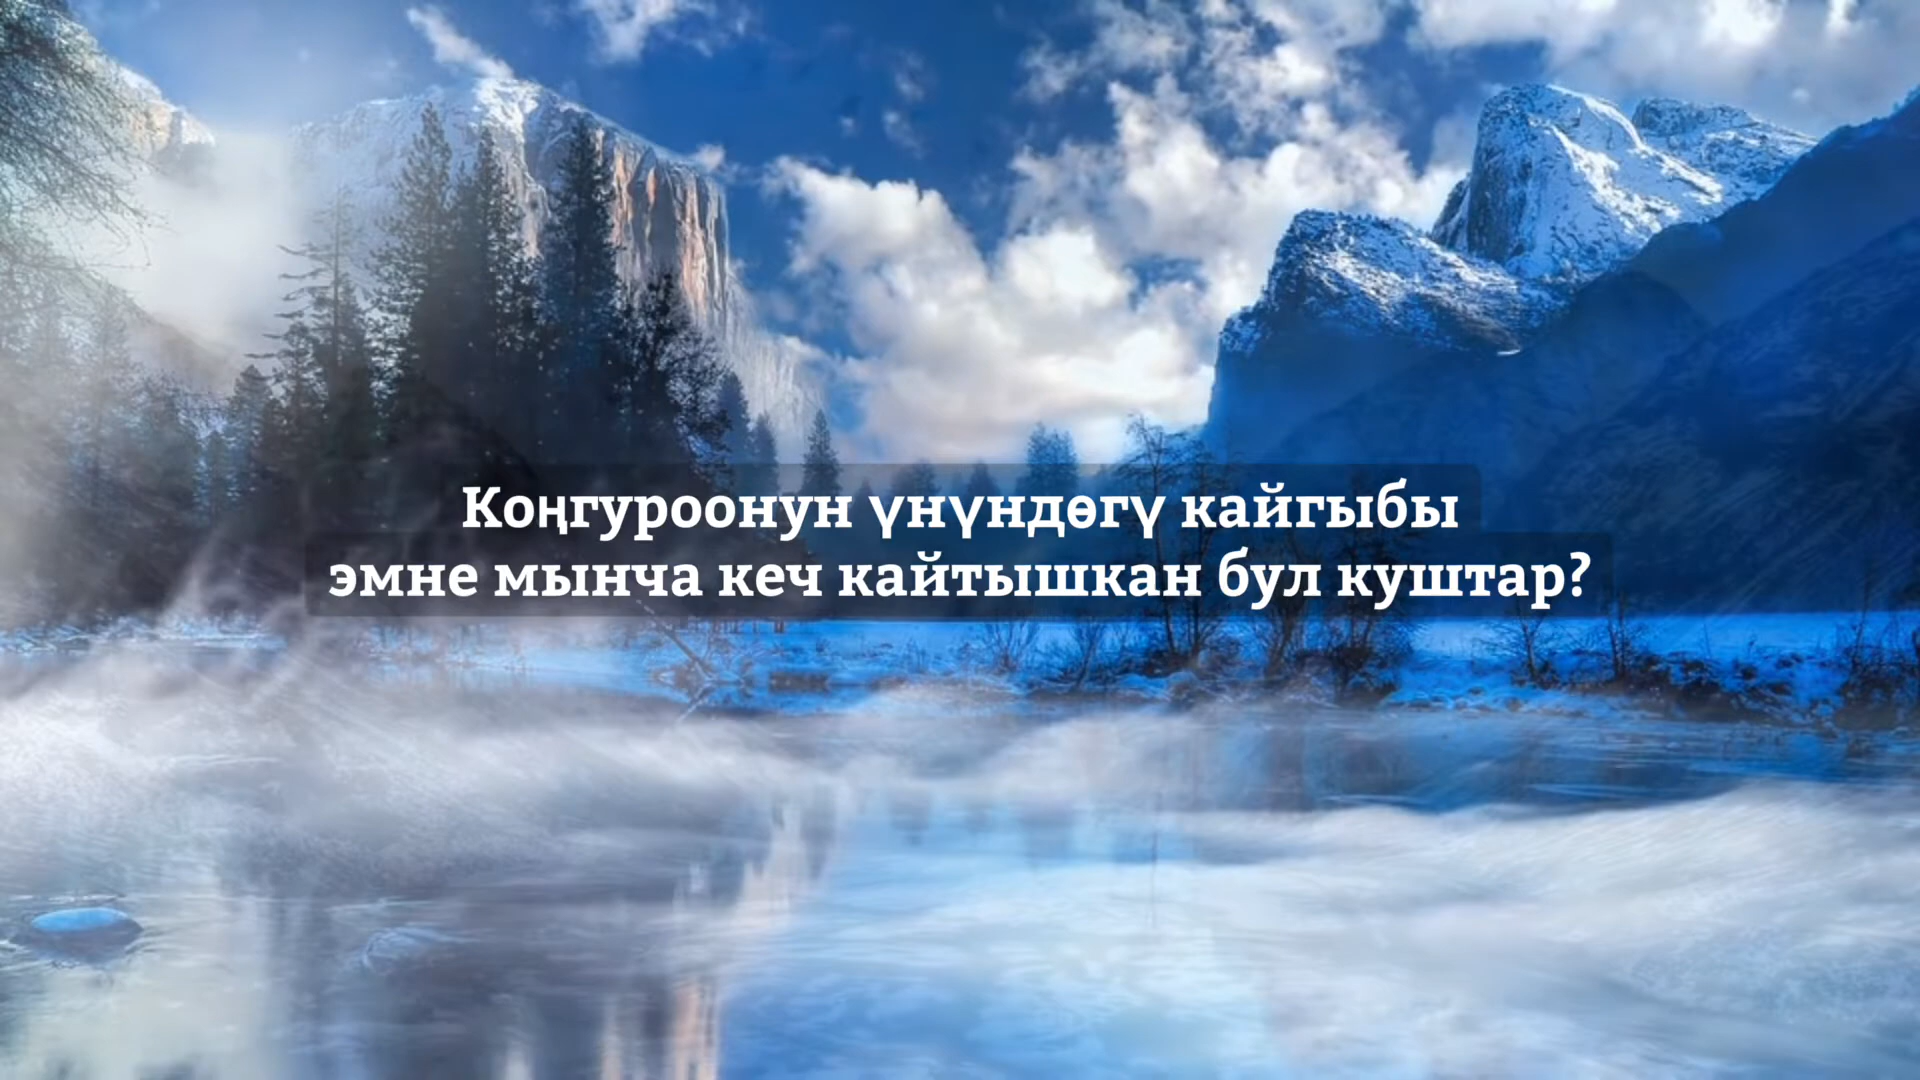 Коңгуроонун үнүндөгү кайгыбы
эмне мынча кеч кайтышкан бул куштар?